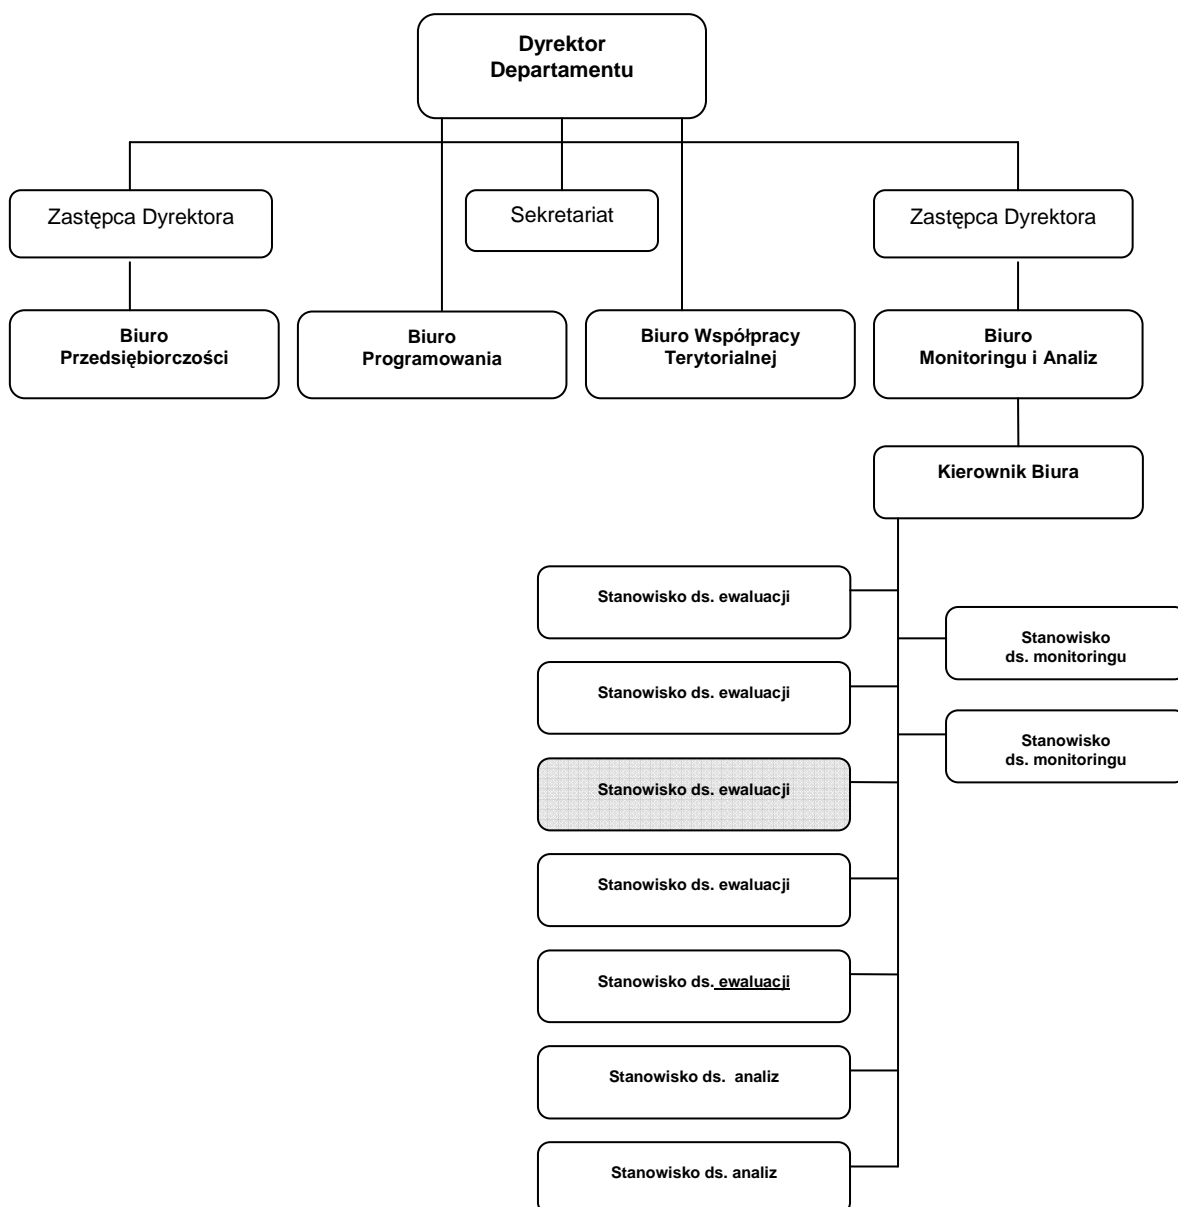 Dyrektor
Departamentu
Zastępca Dyrektora
Sekretariat
Zastępca Dyrektora
Biuro
Przedsiębiorczości
Biuro
Programowania
Biuro Współpracy
Terytorialnej
Biuro
Monitoringu i Analiz
Kierownik Biura
Stanowisko ds. ewaluacji
Stanowisko
ds. monitoringu
Stanowisko ds. ewaluacji
Stanowisko
ds. monitoringu
Stanowisko ds. ewaluacji
Stanowisko ds. ewaluacji
Stanowisko ds. ewaluacji
Stanowisko ds. analiz
Stanowisko ds. analiz